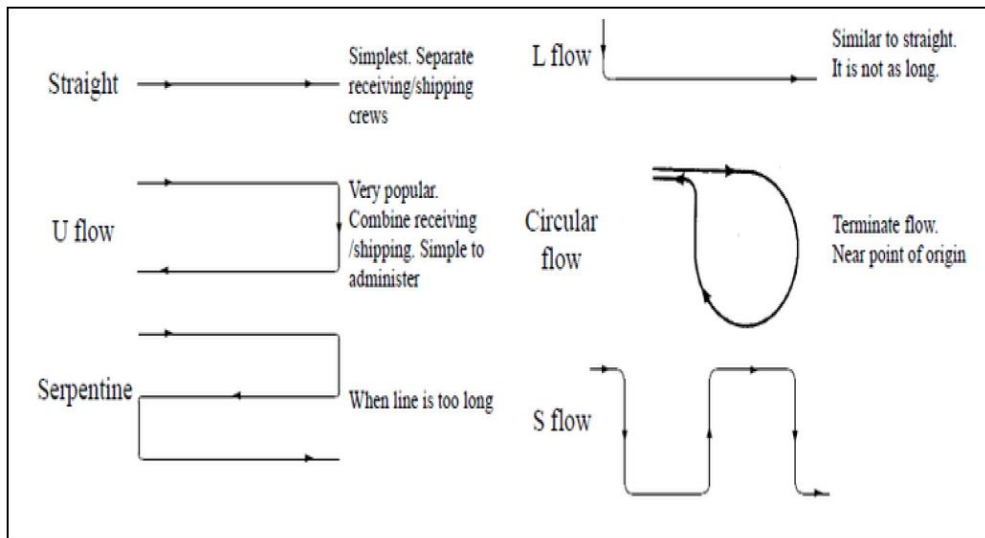 Straight
Simplest. Separate
receiving/shipping
crews
L flow
Similar to straight.
It is not as long.
U flow
Very popular.
Combine receiving
/shipping. Simple to
administer
Circular
flow
Terminate flow.
Near point of origin
Serpentine
When line is too long
S flow